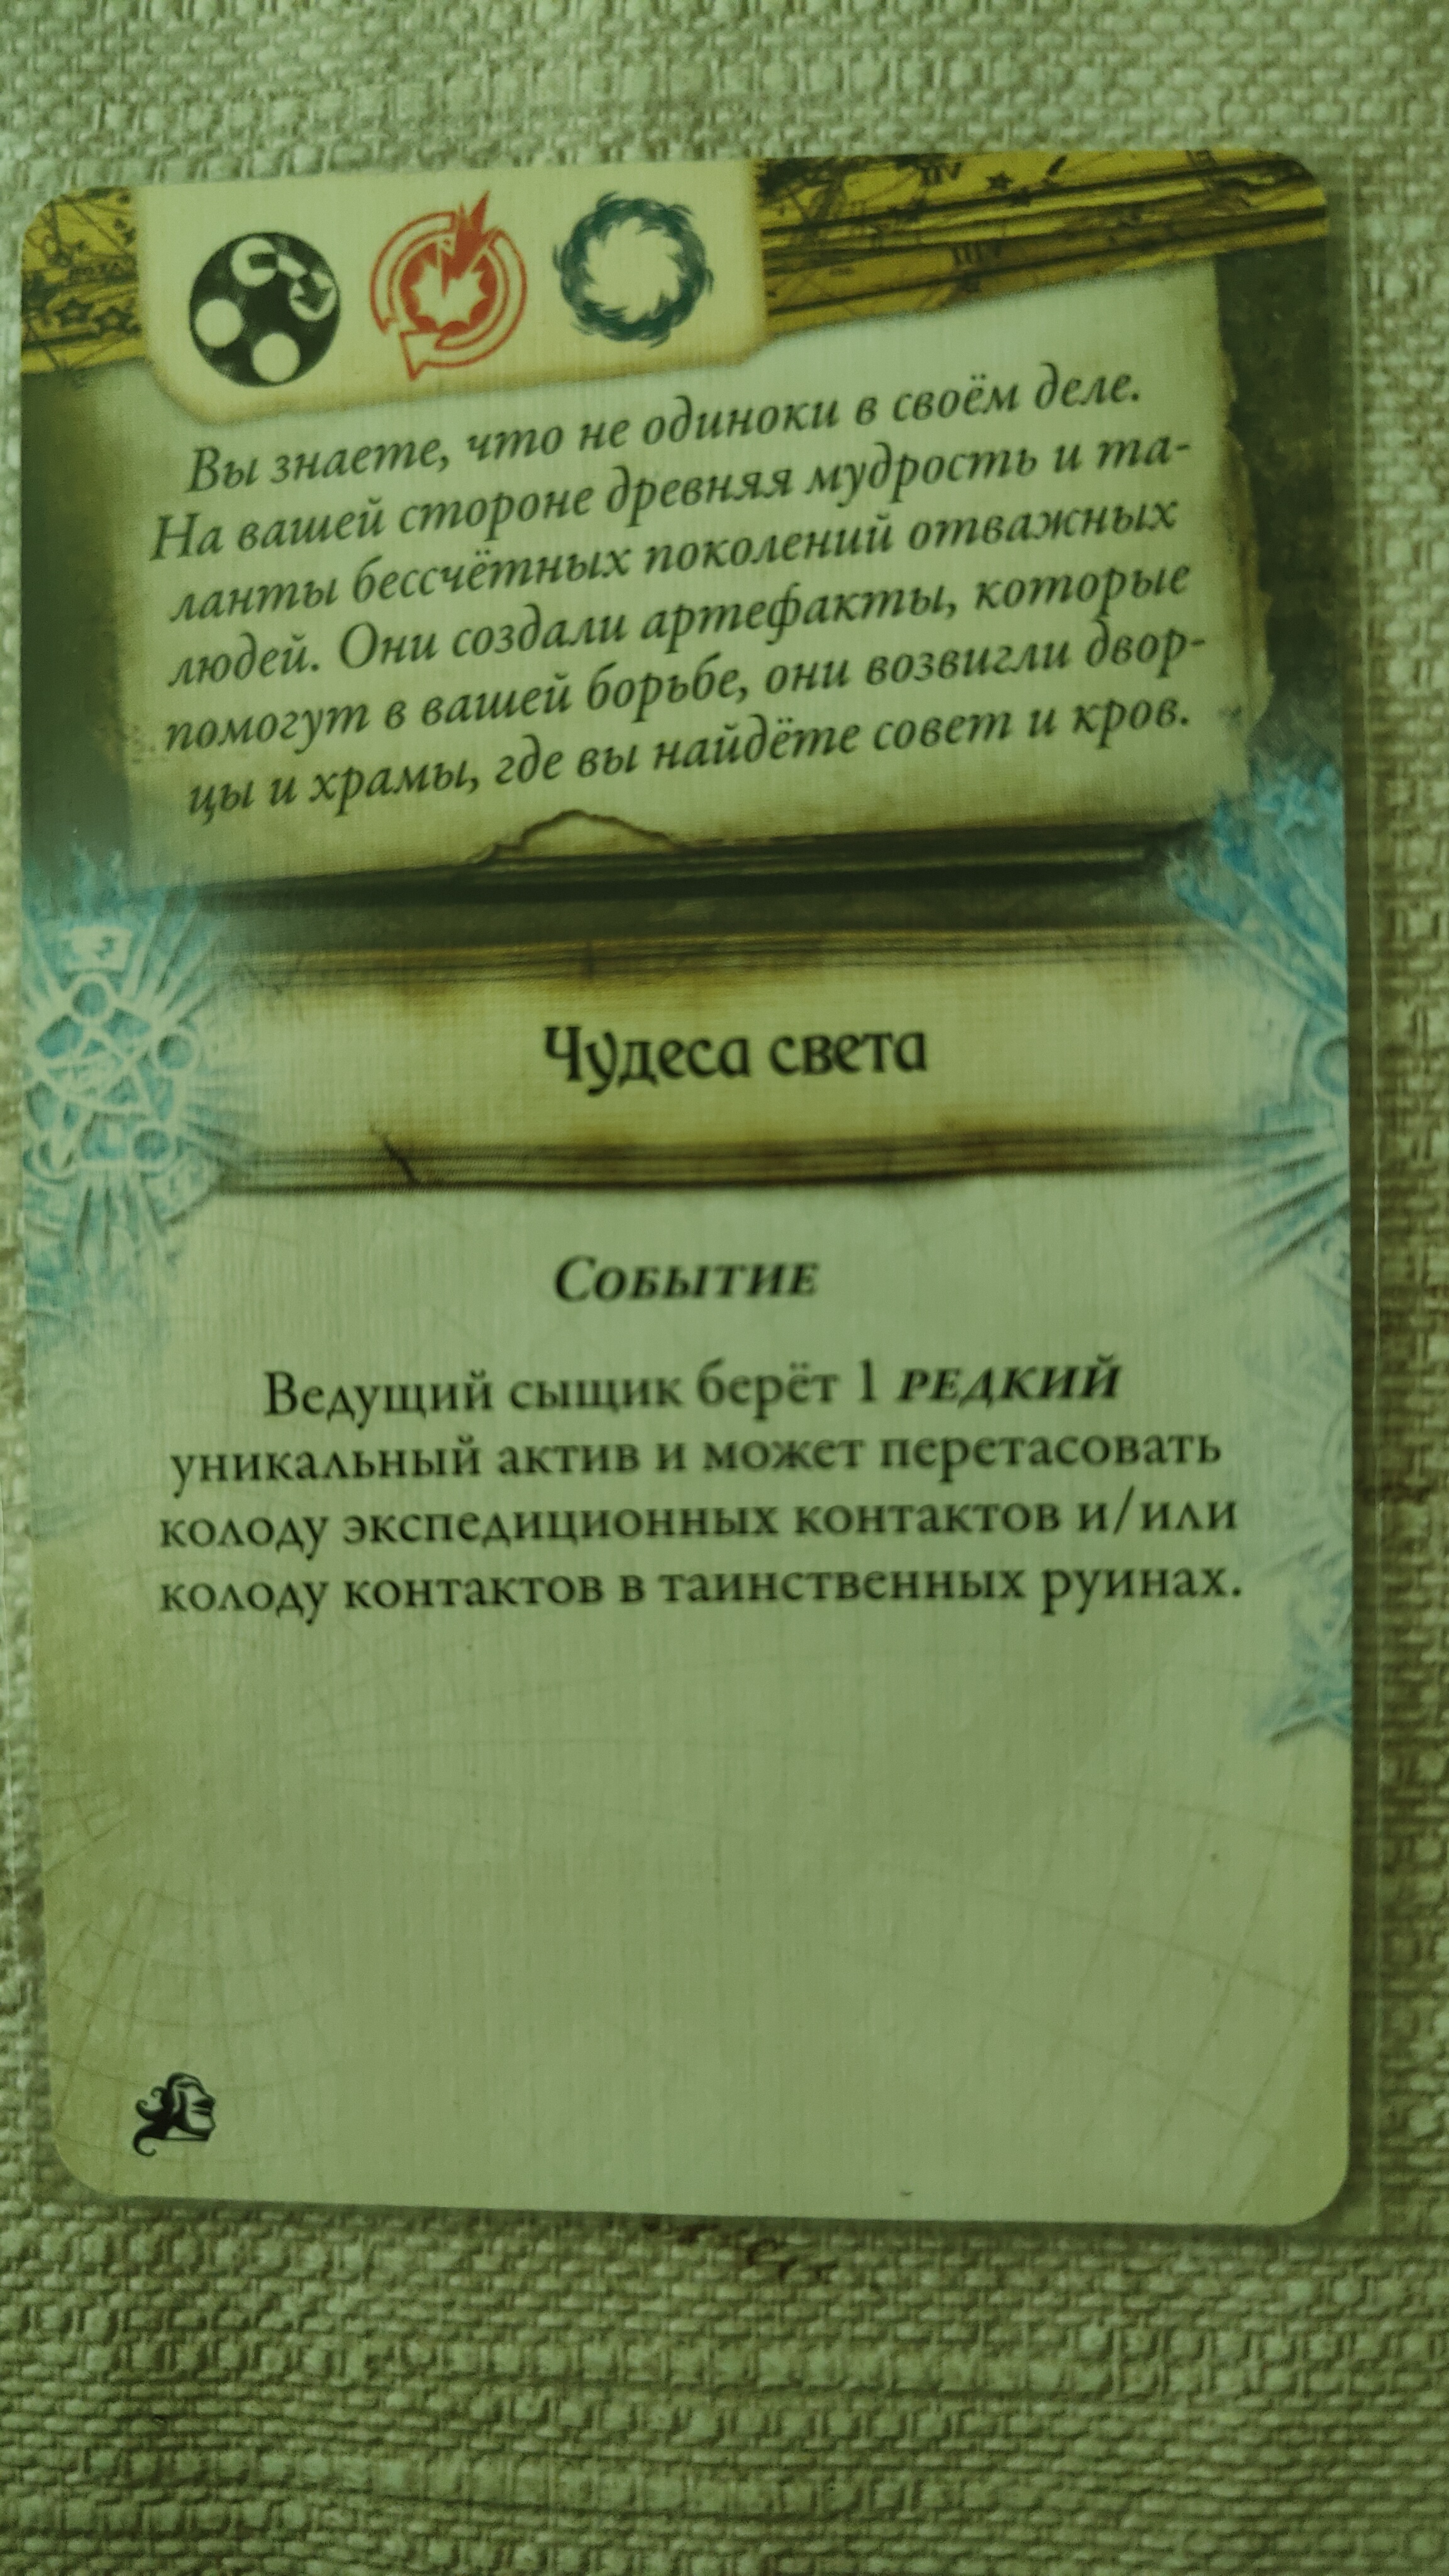 Вы знаете, что не одиноки в своём деле.
На вашей стороне древняя мудрость и та-
ланты бессчётных поколений отважных
людей. Они создали артефакты, которые
помогут в вашей борьбе, они возвигли двор-
цы и храмы, где вы найдёте совет и кров.
Чудеса света
Событие
Ведущий сыщик берёт 1 РЕДКИЙ
уникальный актив и может перетасовать
колоду экспедиционных контактов и/или
колоду контактов в таинственных руинах.